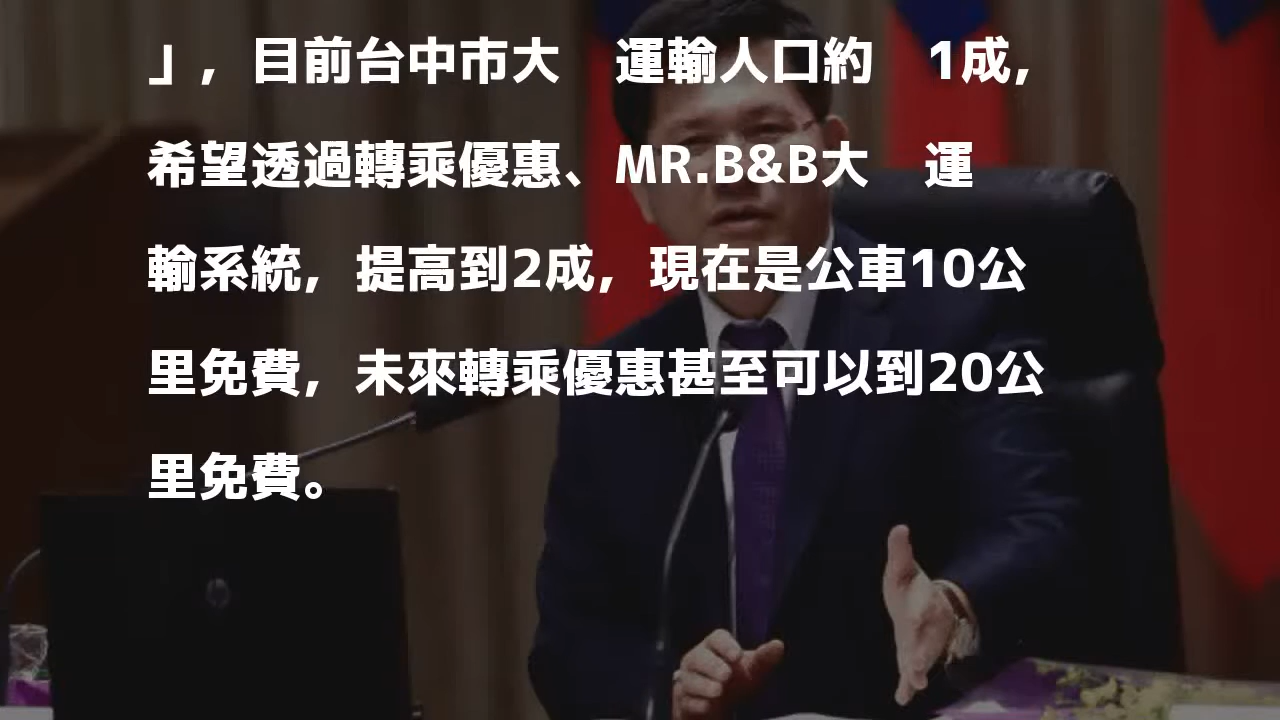 」，目前台中市大　運輸人口約　1成，
希望透過轉乘優惠、MR.B&B大　運
輸系統，提高到2成，現在是公車10公
里免費，未來轉乘優惠甚至可以到20公
里免費。